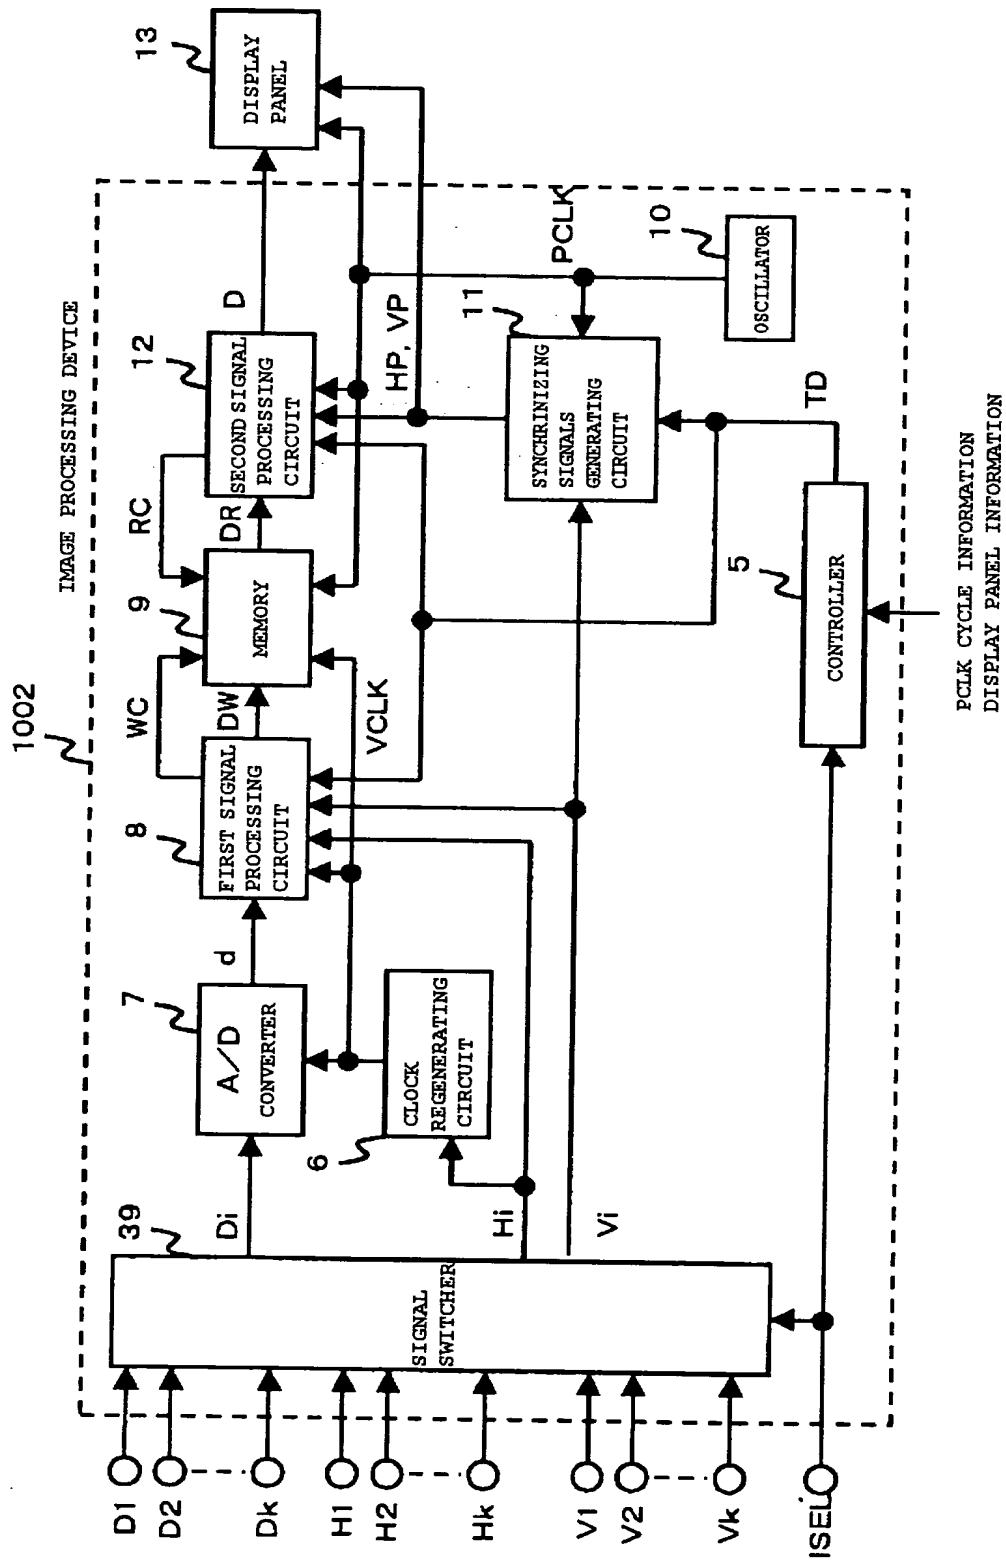 IMAGE PROCESSING DEVICE
1002
13
DISPLAY
PANEL
D
12
SECOND SIGNAL
PROCESSING
CIRCUIT
RC
DR
9
MEMORY
WC
DW
8
FIRST SIGNAL
PROCESSING
CIRCUIT
d
7
A/D
CONVERTER
Di
39
SIGNAL
SWITCHER
VCLK
6
CLOCK
REGENERATING
CIRCUIT
Hi
Vi
HP, VP
PCLK
11
SYNCHRINIZING
SIGNALS
GENERATING
CIRCUIT
10
OSCILLATOR
TD
5
CONTROLLER
PCLK CYCLE INFORMATION
DISPLAY PANEL INFORMATION
D1
D2
Dk
H1
H2
Hk
V1
V2
Vk
ISEL